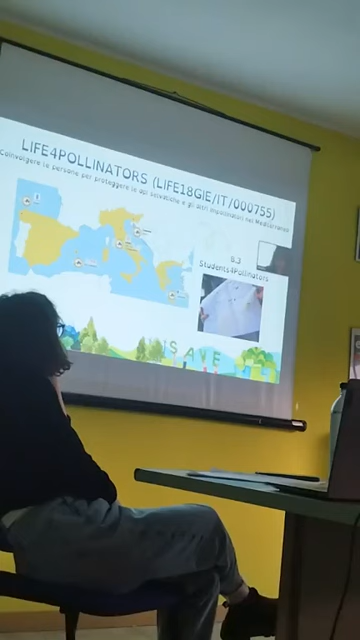 LIFE4POLLINATORS (LIFE18GIE/IT/000755)
Coinvolgere le persone per proteggere le api selvatiche e gli altri impollinatori nel Mediterraneo
B.3
Students4Pollinators
SAVE